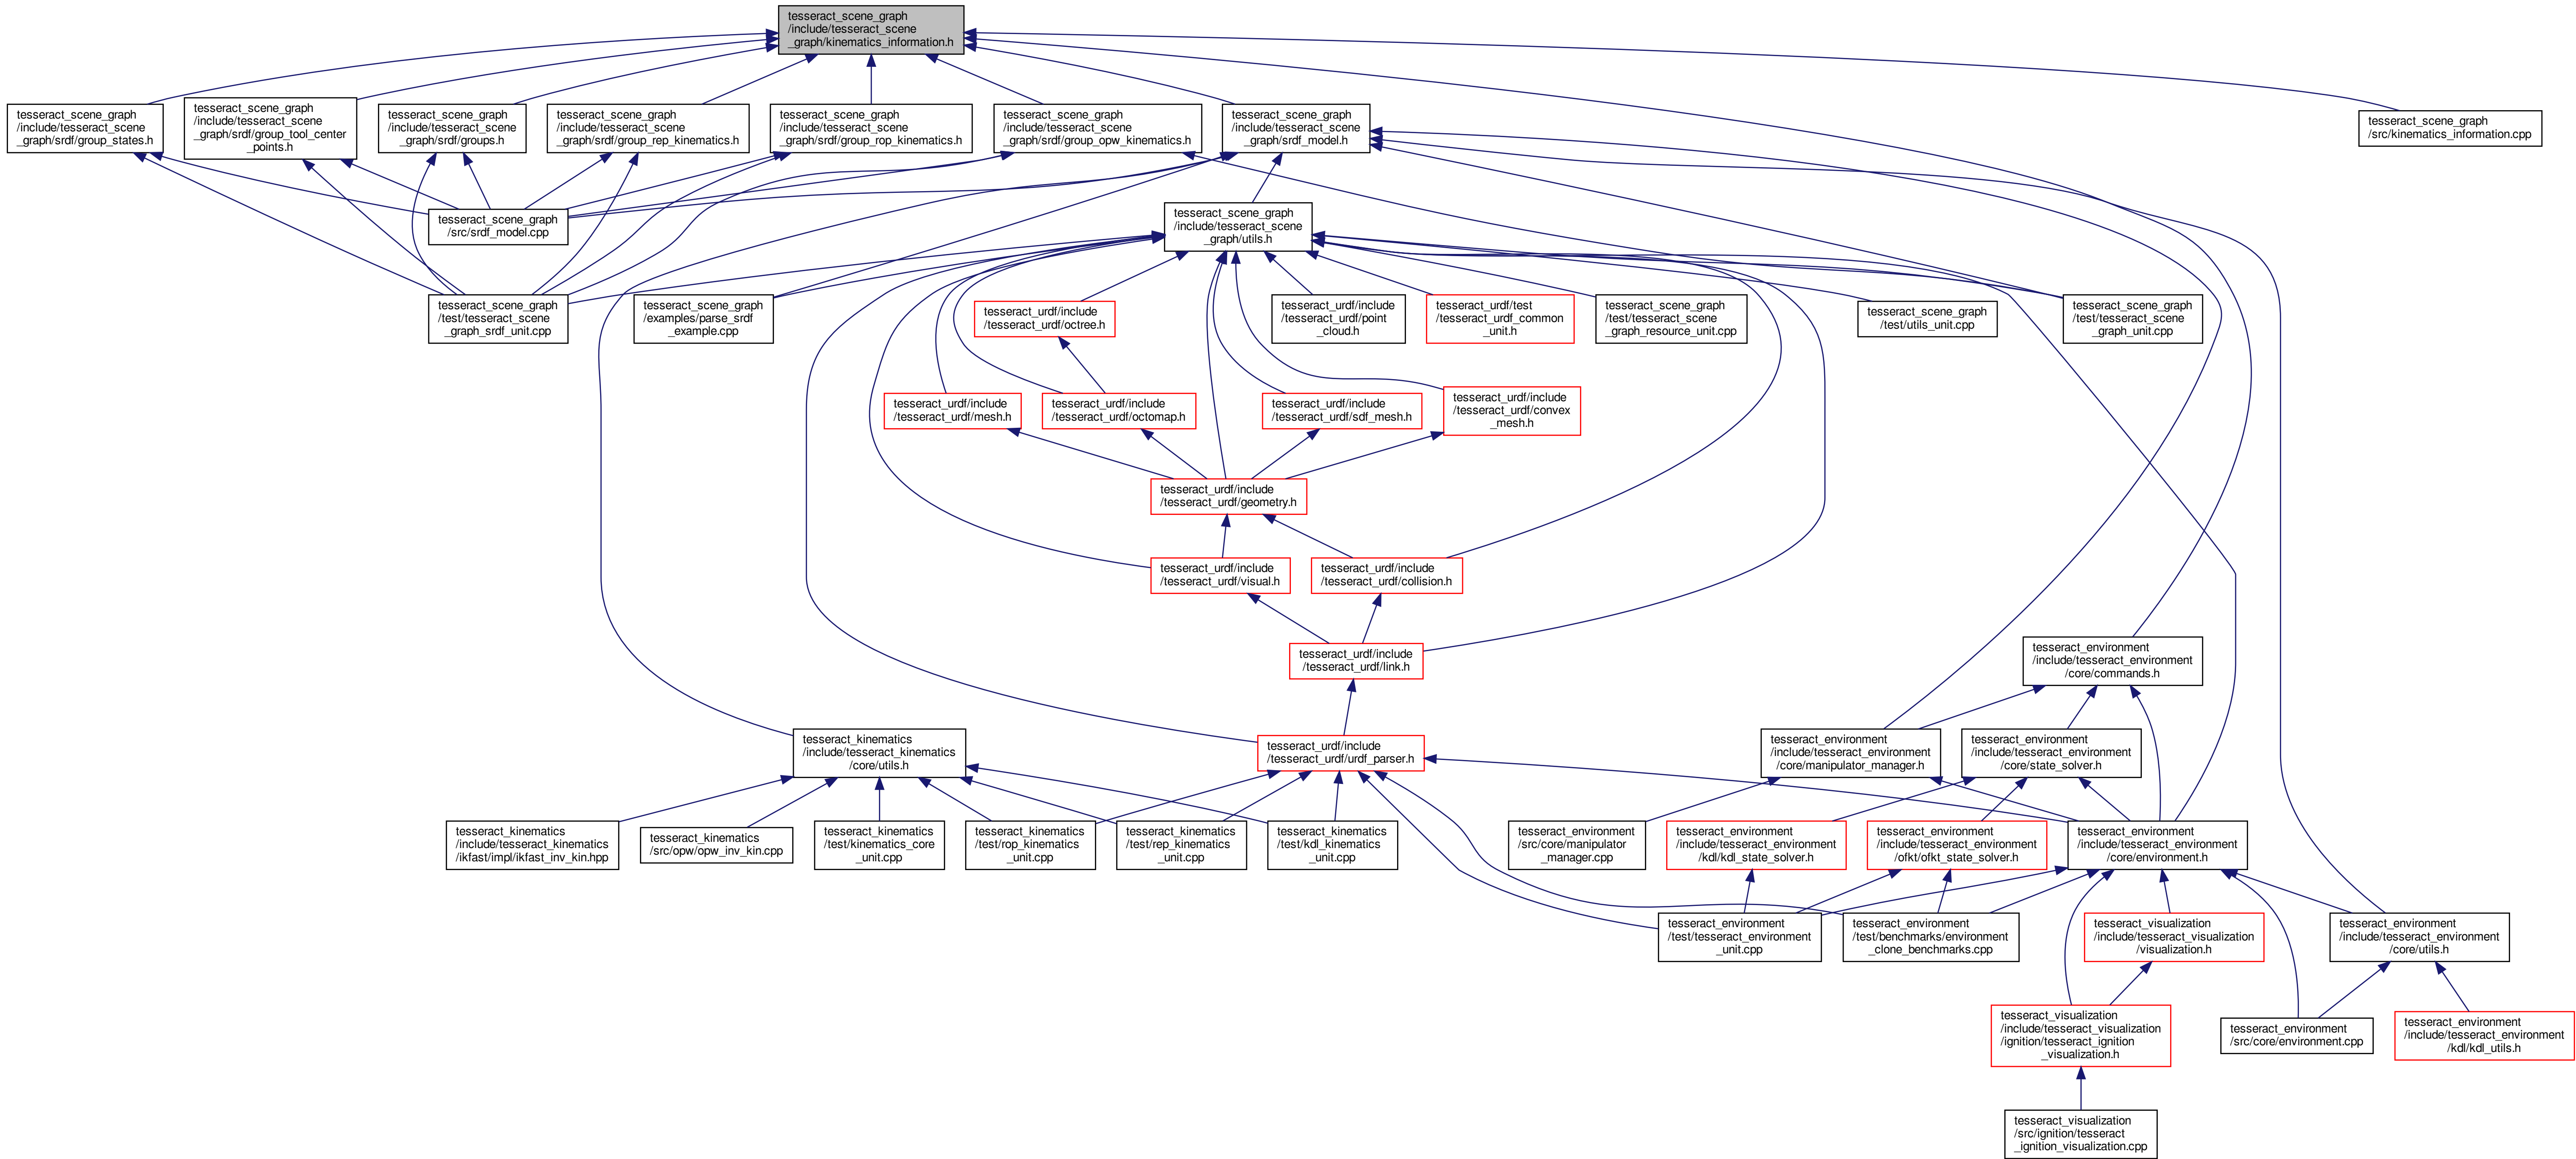 tesseract_scene_graph
/include/tesseract_scene
_graph/kinematics_information.h
tesseract_scene_graph
/include/tesseract_scene
_graph/srdf/group_states.h
tesseract_scene_graph
/include/tesseract_scene
_graph/srdf/group_tool_center
_points.h
tesseract_scene_graph
/include/tesseract_scene
_graph/srdf/groups.h
tesseract_scene_graph
/include/tesseract_scene
_graph/srdf/group_rep_kinematics.h
tesseract_scene_graph
/include/tesseract_scene
_graph/srdf/group_rop_kinematics.h
tesseract_scene_graph
/include/tesseract_scene
_graph/srdf/group_opw_kinematics.h
tesseract_scene_graph
/include/tesseract_scene
_graph/srdf_model.h
tesseract_scene_graph
/src/kinematics_information.cpp
tesseract_scene_graph
/src/srdf_model.cpp
tesseract_scene_graph
/include/tesseract_scene
_graph/utils.h
tesseract_scene_graph
/test/tesseract_scene
_graph_srdf_unit.cpp
tesseract_scene_graph
/examples/parse_srdf
_example.cpp
tesseract_urdf/include
/tesseract_urdf/octree.h
tesseract_urdf/include
/tesseract_urdf/point
_cloud.h
tesseract_urdf/test
/tesseract_urdf_common
_unit.h
tesseract_scene_graph
/test/tesseract_scene
_graph_resource_unit.cpp
tesseract_scene_graph
/test/utils_unit.cpp
tesseract_scene_graph
/test/tesseract_scene
_graph_unit.cpp
tesseract_urdf/include
/tesseract_urdf/mesh.h
tesseract_urdf/include
/tesseract_urdf/octomap.h
tesseract_urdf/include
/tesseract_urdf/sdf_mesh.h
tesseract_urdf/include
/tesseract_urdf/convex
_mesh.h
tesseract_urdf/include
/tesseract_urdf/geometry.h
tesseract_urdf/include
/tesseract_urdf/visual.h
tesseract_urdf/include
/tesseract_urdf/collision.h
tesseract_urdf/include
/tesseract_urdf/link.h
tesseract_environment
/include/tesseract_environment
/core/commands.h
tesseract_kinematics
/include/tesseract_kinematics
/core/utils.h
tesseract_urdf/include
/tesseract_urdf/urdf_parser.h
tesseract_environment
/include/tesseract_environment
/core/manipulator_manager.h
tesseract_environment
/include/tesseract_environment
/core/state_solver.h
tesseract_kinematics
/include/tesseract_kinematics
/ikfast/impl/ikfast_inv_kin.hpp
tesseract_kinematics
/src/opw/opw_inv_kin.cpp
tesseract_kinematics
/test/kinematics_core
_unit.cpp
tesseract_kinematics
/test/rop_kinematics
_unit.cpp
tesseract_kinematics
/test/rep_kinematics
_unit.cpp
tesseract_kinematics
/test/kdl_kinematics
_unit.cpp
tesseract_environment
/src/core/manipulator
_manager.cpp
tesseract_environment
/include/tesseract_environment
/kdl/kdl_state_solver.h
tesseract_environment
/include/tesseract_environment
/ofkt/ofkt_state_solver.h
tesseract_environment
/include/tesseract_environment
/core/environment.h
tesseract_environment
/test/tesseract_environment
_unit.cpp
tesseract_environment
/test/benchmarks/environment
_clone_benchmarks.cpp
tesseract_visualization
/include/tesseract_visualization
/visualization.h
tesseract_environment
/include/tesseract_environment
/core/utils.h
tesseract_visualization
/include/tesseract_visualization
/ignition/tesseract_ignition
_visualization.h
tesseract_environment
/src/core/environment.cpp
tesseract_environment
/include/tesseract_environment
/kdl/kdl_utils.h
tesseract_visualization
/src/ignition/tesseract
_ignition_visualization.cpp